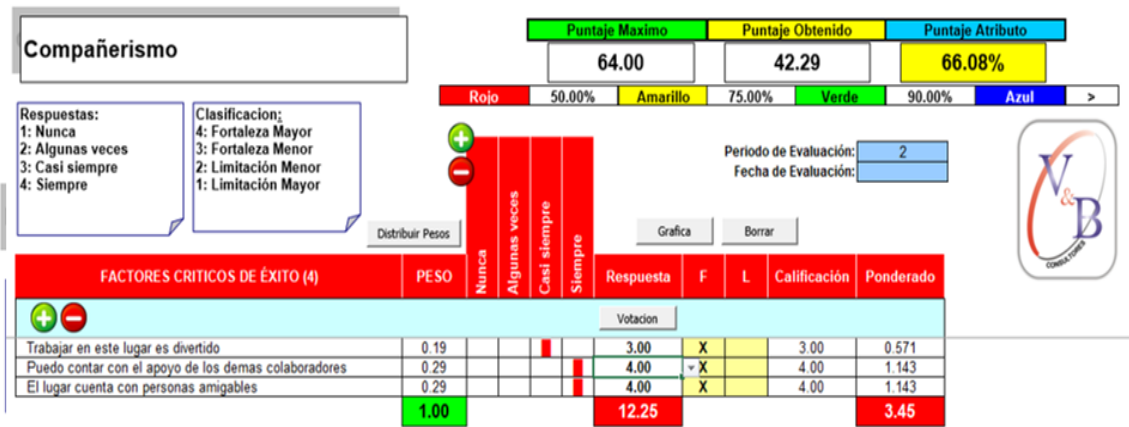 Compañerismo
Puntaje Maximo Puntaje Obtenido Puntaje Atributo
64.00 42.29 66.08%
Rojo 50.00% Amarillo 75.00% Verde 90.00% Azul >
Respuestas:
1: Nunca
2: Algunas veces
3: Casi siempre
4: Siempre
Clasificacion:
4: Fortaleza Mayor
3: Fortaleza Menor
2: Limitación Menor
1: Limitación Mayor
Periodo de Evaluación: 2
Fecha de Evaluación:
V&B
CONSULTORES
Distribuir Pesos
Grafica Borrar
FACTORES CRITICOS DE ÉXITO (4) PESO Nunca Algunas veces Casi siempre Siempre Respuesta F L Calificación Ponderado
Votacion
Trabajar en este lugar es divertido 0.19 3.00 X 3.00 0.571
Puedo contar con el apoyo de los demas colaboradores 0.29 4.00 X 4.00 1.143
El lugar cuenta con personas amigables 0.29 4.00 X 4.00 1.143
1.00 12.25 3.45